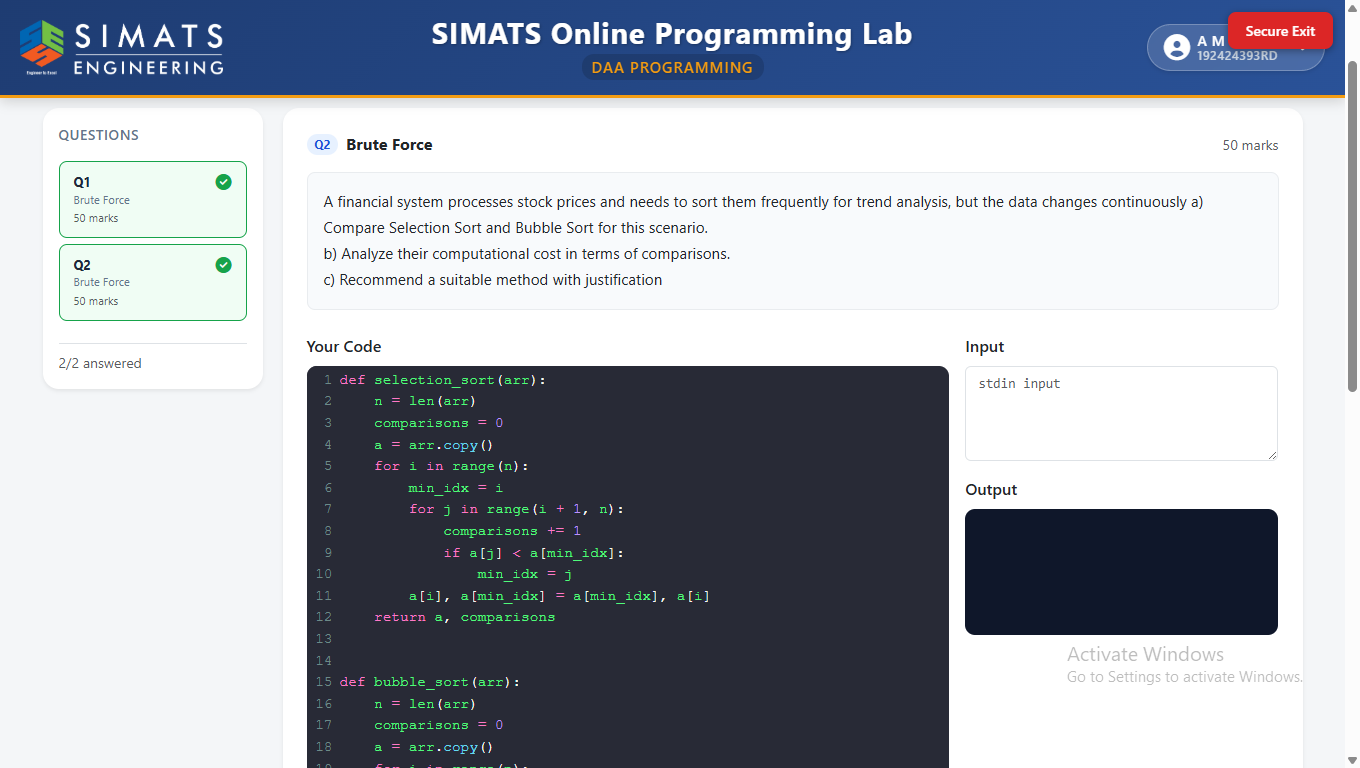 SIMATS
ENGINEERING
Engineer to Excel
SIMATS Online Programming Lab
DAA PROGRAMMING
A M
192424393RD
Secure Exit
QUESTIONS
Q1
Brute Force
50 marks
Q2
Brute Force
50 marks
2/2 answered
Q2 Brute Force
50 marks
A financial system processes stock prices and needs to sort them frequently for trend analysis, but the data changes continuously a)
Compare Selection Sort and Bubble Sort for this scenario.
b) Analyze their computational cost in terms of comparisons.
c) Recommend a suitable method with justification
Your Code
1 def selection_sort(arr):
2     n = len(arr)
3     comparisons = 0
4     a = arr.copy()
5     for i in range(n):
6         min_idx = i
7         for j in range(i + 1, n):
8             comparisons += 1
9             if a[j] < a[min_idx]:
10                 min_idx = j
11         a[i], a[min_idx] = a[min_idx], a[i]
12     return a, comparisons
13
14
15 def bubble_sort(arr):
16     n = len(arr)
17     comparisons = 0
18     a = arr.copy()
19     for i in range(n):
Input
stdin input
Output
Activate Windows
Go to Settings to activate Windows.